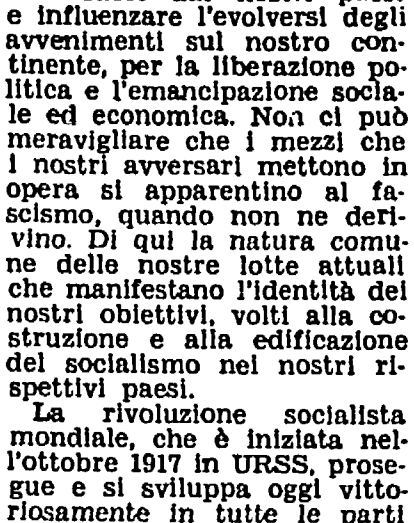 e influenzare l'evolversi degli
avvenimenti sul nostro con-
tinente, per la liberazione po-
litica e l'emancipazione socia-
le ed economica. Non ci può
meravigliare che i mezzi che
i nostri avversari mettono in
opera si apparentino al fa-
scismo, quando non ne deri-
vino. Di qui la natura comu-
ne delle nostre lotte attuali
che manifestano l'identità dei
nostri obiettivi, volti alla co-
struzione e alla edificazione
del socialismo nei nostri ri-
spettivi paesi.
La rivoluzione socialista
mondiale, che è iniziata nel-
l'ottobre 1917 in URSS, prose-
gue e si sviluppa oggi vitto-
riosamente in tutte le parti